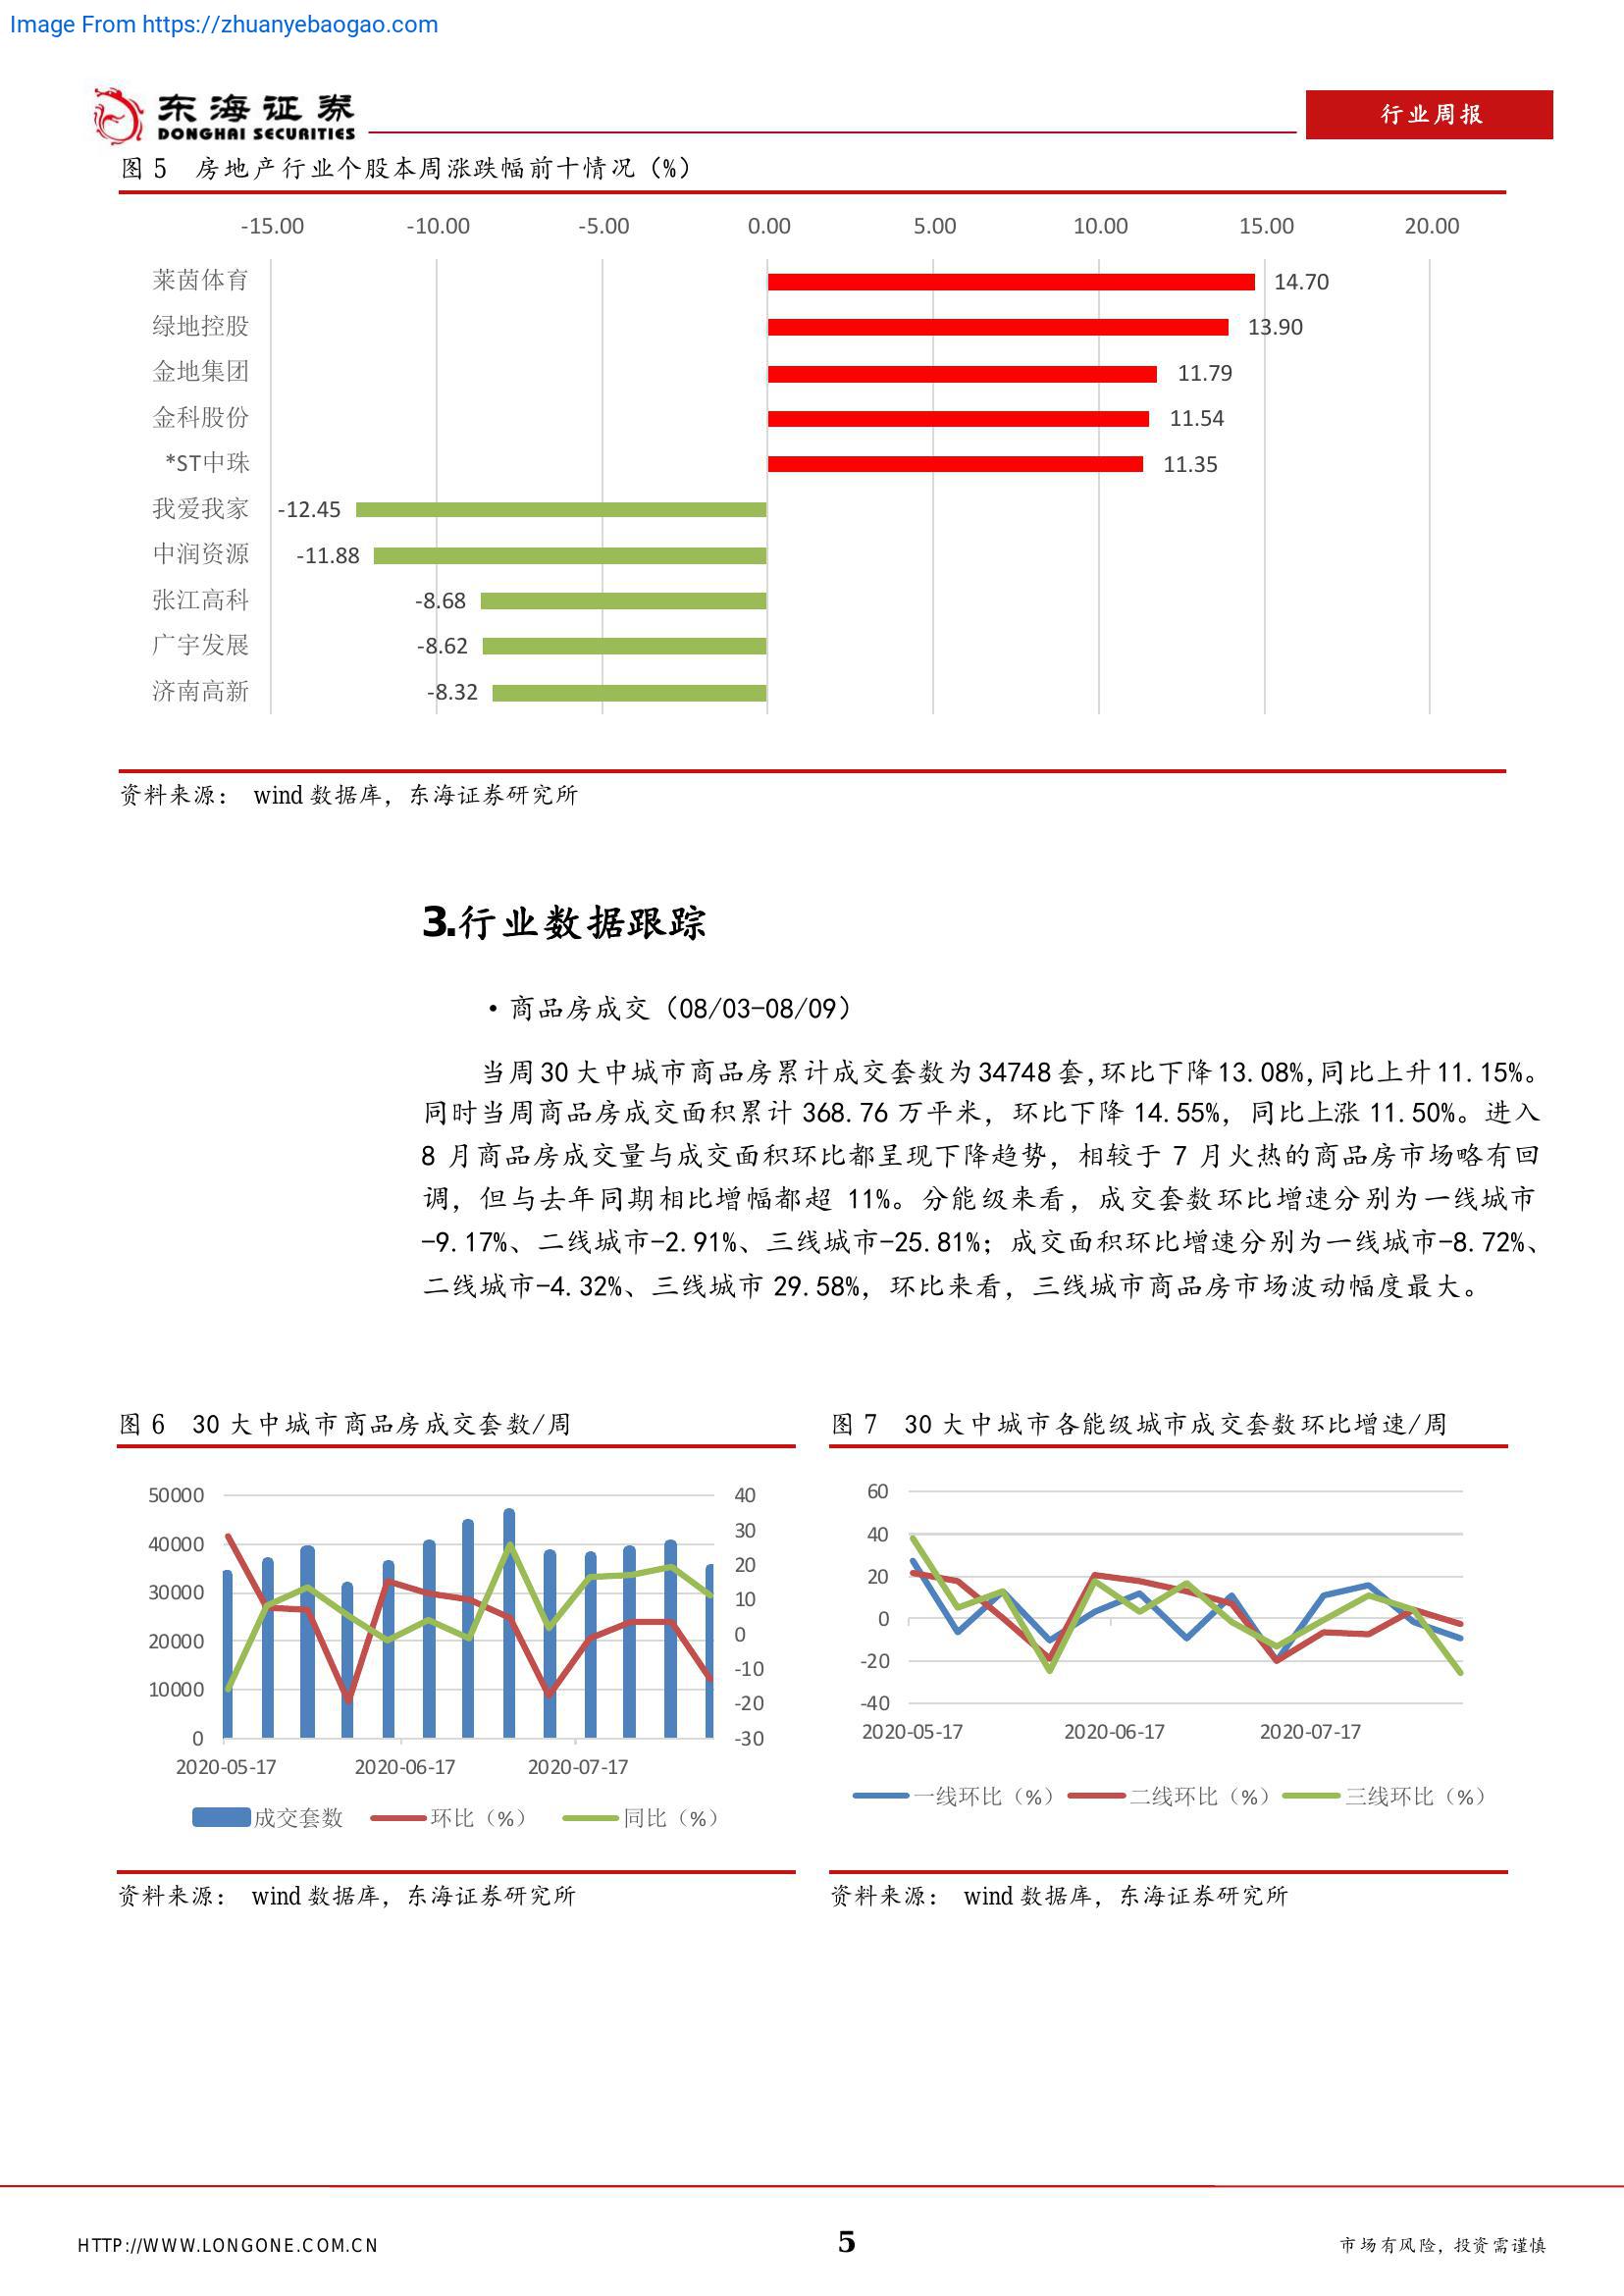 Image From https://zhuanyebaogao.com
东海证券
DONGHAI SECURITIES
行业周报
图 5 房地产行业个股本周涨跌幅前十情况（%）
-15.00 -10.00 -5.00 0.00 5.00 10.00 15.00 20.00
莱茵体育 14.70
绿地控股 13.90
金地集团 11.79
金科股份 11.54
*ST中珠 11.35
我爱我家 -12.45
中润资源 -11.88
张江高科 -8.68
广宇发展 -8.62
济南高新 -8.32
资料来源： wind 数据库，东海证券研究所
3.行业数据跟踪
·商品房成交（08/03-08/09）
当周 30 大中城市商品房累计成交套数为 34748 套,环比下降 13.08%,同比上升 11.15%。
同时当周商品房成交面积累计 368.76 万平米，环比下降 14.55%，同比上涨 11.50%。进入
8 月商品房成交量与成交面积环比都呈现下降趋势，相较于 7 月火热的商品房市场略有回
调，但与去年同期相比增幅都超 11%。分能级来看，成交套数环比增速分别为一线城市
-9.17%、二线城市-2.91%、三线城市-25.81%；成交面积环比增速分别为一线城市-8.72%、
二线城市-4.32%、三线城市 29.58%，环比来看，三线城市商品房市场波动幅度最大。
图 6 30 大中城市商品房成交套数/周
50000 40
40000 30
30000 20
20000 10
10000 0
0 -10
-20
-30
2020-05-17 2020-06-17 2020-07-17
成交套数 环比（%） 同比（%）
资料来源： wind 数据库，东海证券研究所
图 7 30 大中城市各能级城市成交套数环比增速/周
60
40
20
0
-20
-40
2020-05-17 2020-06-17 2020-07-17
一线环比（%） 二线环比（%） 三线环比（%）
资料来源： wind 数据库，东海证券研究所
HTTP://WWW.LONGONE.COM.CN
5
市场有风险，投资需谨慎